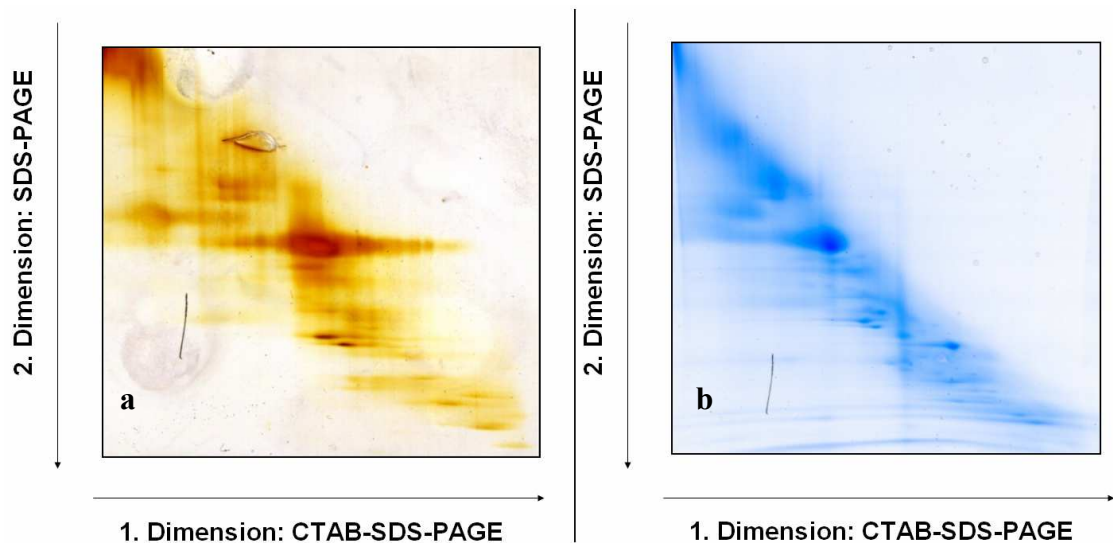 2. Dimension: SDS-PAGE
a
1. Dimension: CTAB-SDS-PAGE
2. Dimension: SDS-PAGE
b
1. Dimension: CTAB-SDS-PAGE